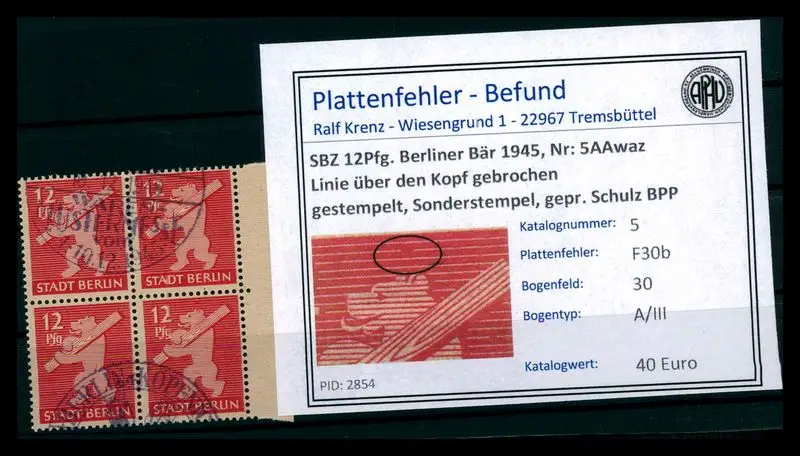 12
Pfg
STADT BERLIN
12
STADT BERLIN
12
Pfg
STADT BERLIN
12
Pfg
STADT BERLIN
Plattenfehler - Befund
Ralf Krenz - Wiesengrund 1 - 22967 Tremsbüttel
APHV
SBZ 12Pfg. Berliner Bär 1945, Nr: 5AAwaz
Linie über den Kopf gebrochen
gestempelt, Sonderstempel, gepr. Schulz BPP
Katalognummer: 5
Plattenfehler: F30b
Bogenfeld: 30
Bogentyp: A/III
Katalogwert: 40 Euro
PID: 2854